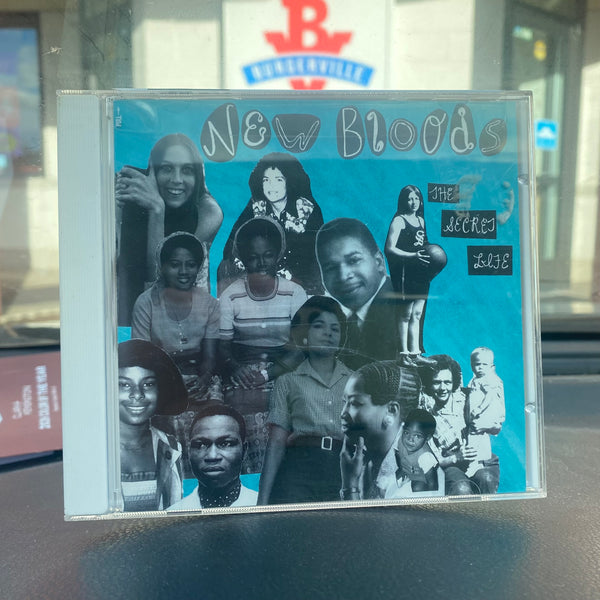 B
BURGERVILLE
NEW BLOODS
THE
SECRET
LIFE